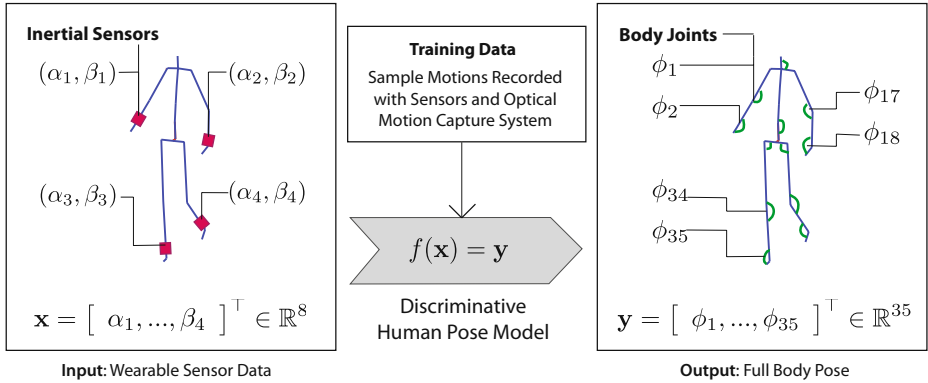 Inertial Sensors
(α₁, β₁)
(α₂, β₂)
(α₃, β₃)
(α₄, β₄)
x = [ α₁, ..., β₄ ]^⊤ ∈ ℝ⁸
Input: Wearable Sensor Data
Training Data
Sample Motions Recorded
with Sensors and Optical
Motion Capture System
f(x) = y
Discriminative
Human Pose Model
Body Joints
ϕ₁
ϕ₂
ϕ₁₇
ϕ₁₈
ϕ₃₄
ϕ₃₅
y = [ ϕ₁, ..., ϕ₃₅ ]^⊤ ∈ ℝ³⁵
Output: Full Body Pose